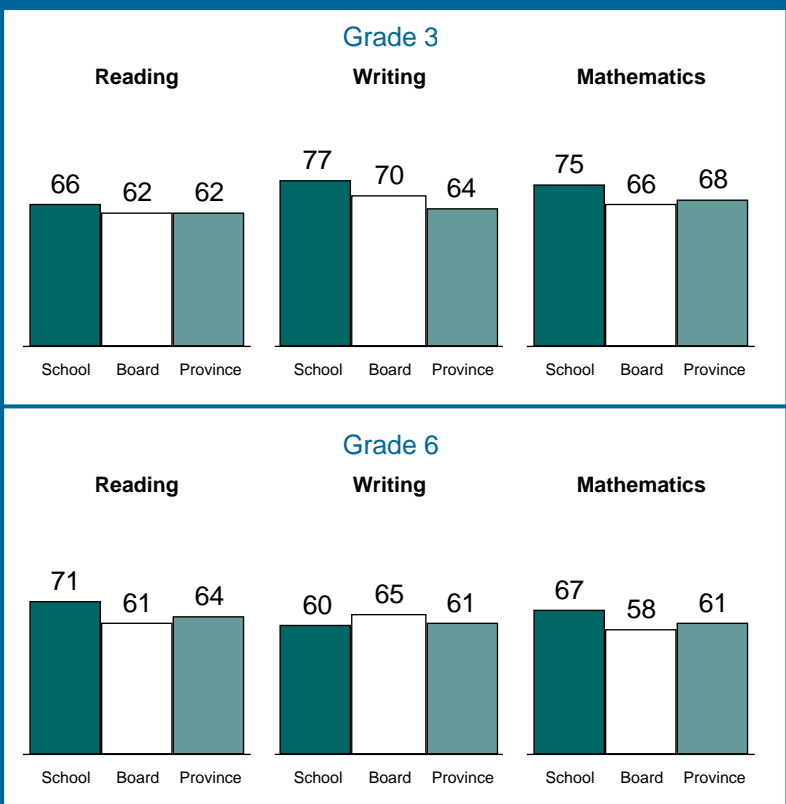 Grade 3
Reading Writing Mathematics
66 62 62 77 70 64 75 66 68
School Board Province School Board Province School Board Province
Grade 6
Reading Writing Mathematics
71 61 64 60 65 61 67 58 61
School Board Province School Board Province School Board Province